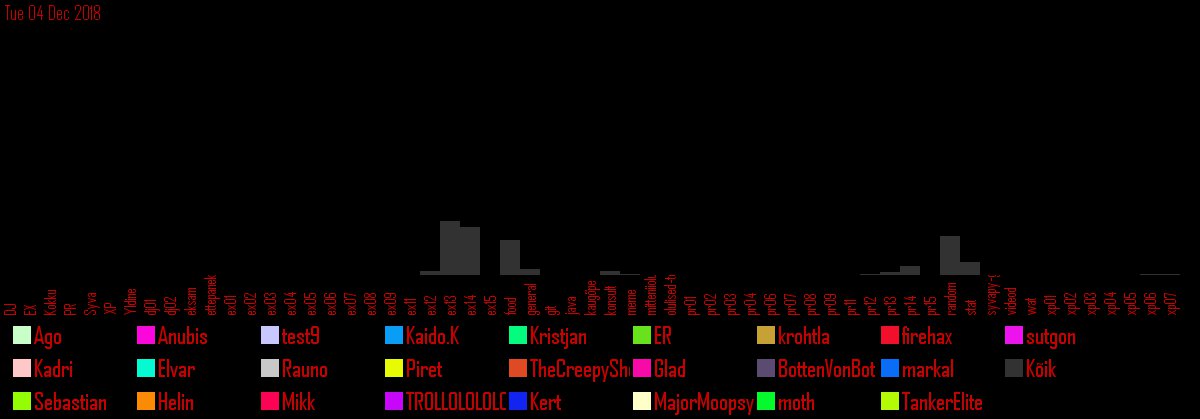 Tue 04 Dec 2018
DJ EX Kokku PR Syva XP Yldine dj01 dj02 eksam ettepanek ex01 ex02 ex03 ex04 ex05 ex06 ex07 ex08 ex09 ex11 ex12 ex13 ex14 ex15 food general git java kaugõpe konsult meme pr01 pr02 pr03 pr04 pr06 pr07 pr08 pr09 pr11 pr12 pr13 pr14 pr15 random stat videod wat xp01 xp02 xp03 xp04 xp05 xp06 xp07
Ago Anubis test9 Kaido.K Kristjan ER krohtla firehax sutgon
Kadri Elvar Rauno Piret TheCreepySh Glad BottenVonBot markal Kõik
Sebastian Helin Mikk TROLLOLOLOLC Kert MajorMoopsy moth TankerElite